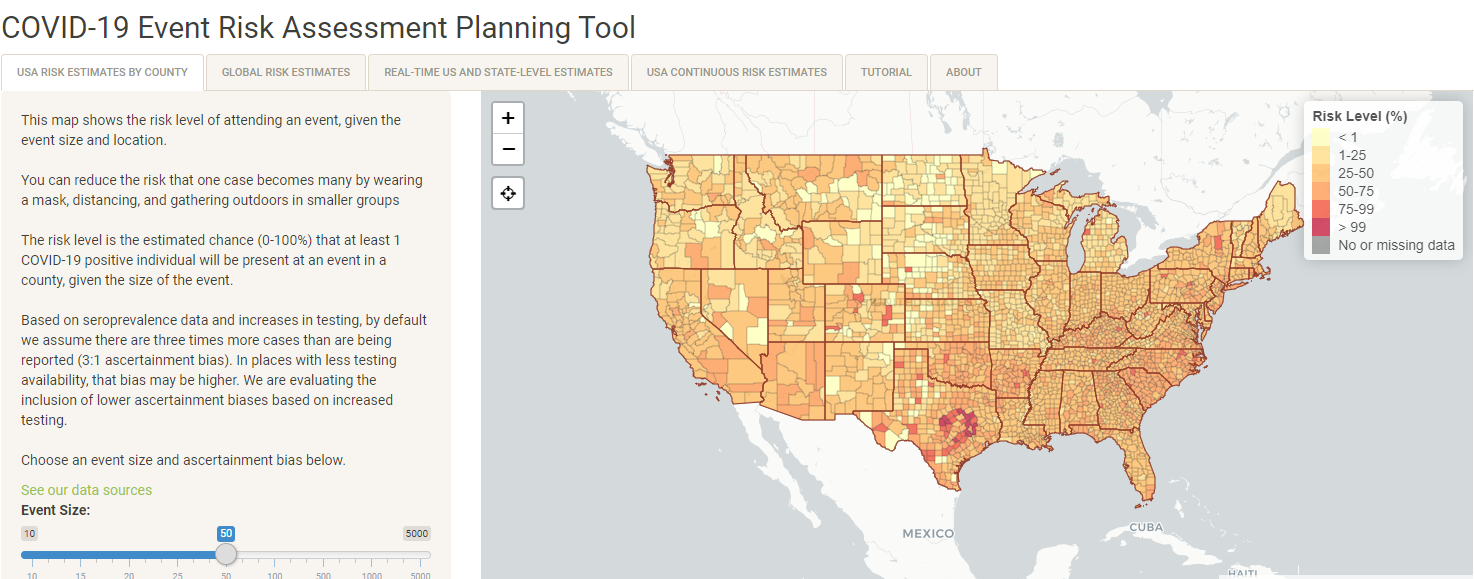 COVID-19 Event Risk Assessment Planning Tool
USA RISK ESTIMATES BY COUNTY
GLOBAL RISK ESTIMATES
REAL-TIME US AND STATE-LEVEL ESTIMATES
USA CONTINUOUS RISK ESTIMATES
TUTORIAL
ABOUT
This map shows the risk level of attending an event, given the
event size and location.
You can reduce the risk that one case becomes many by wearing
a mask, distancing, and gathering outdoors in smaller groups
The risk level is the estimated chance (0-100%) that at least 1
COVID-19 positive individual will be present at an event in a
county, given the size of the event.
Based on seroprevalence data and increases in testing, by default
we assume there are three times more cases than are being
reported (3:1 ascertainment bias). In places with less testing
availability, that bias may be higher. We are evaluating the
inclusion of lower ascertainment biases based on increased
testing.
Choose an event size and ascertainment bias below.
See our data sources
Event Size:
10 50 5000
10 15 20 25 50 100 500 1000 5000
+
−
Risk Level (%)
< 1
1-25
25-50
50-75
75-99
> 99
No or missing data
MEXICO
CUBA
HAITI